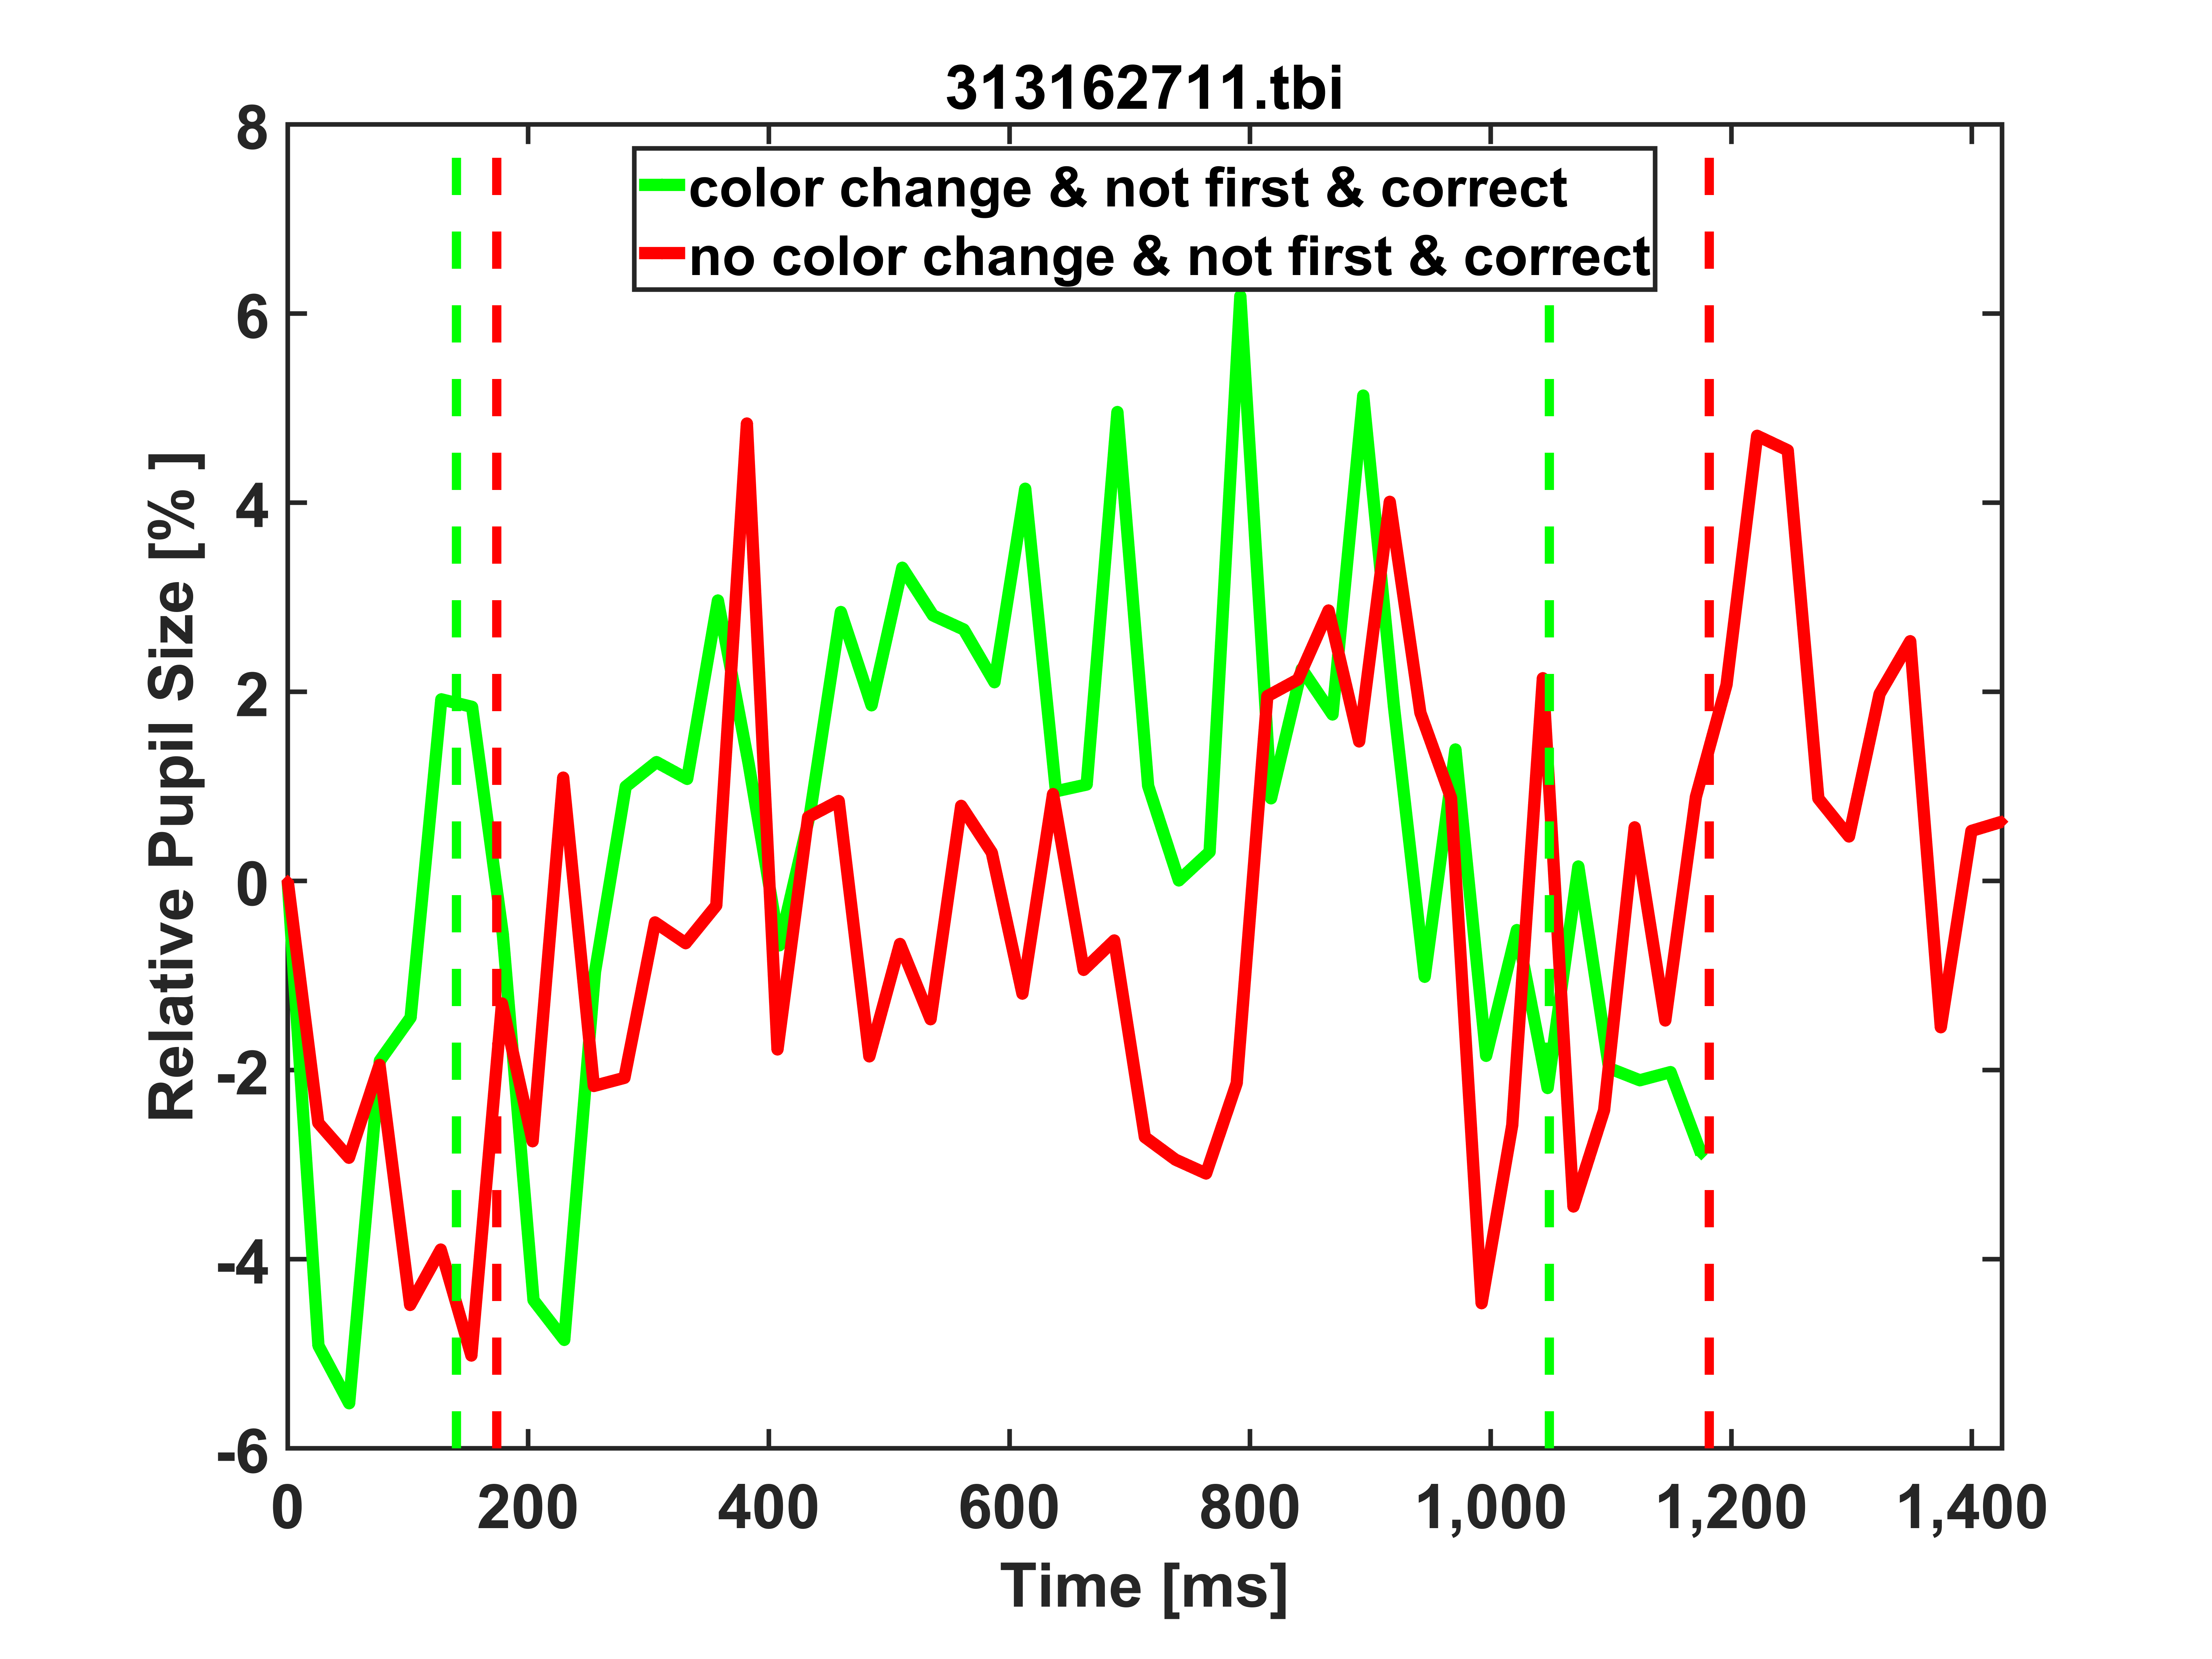 313162711.tbi
color change & not first & correct
no color change & not first & correct
8
6
4
2
0
-2
-4
-6
Relative Pupil Size [% ]
0 200 400 600 800 1,000 1,200 1,400
Time [ms]